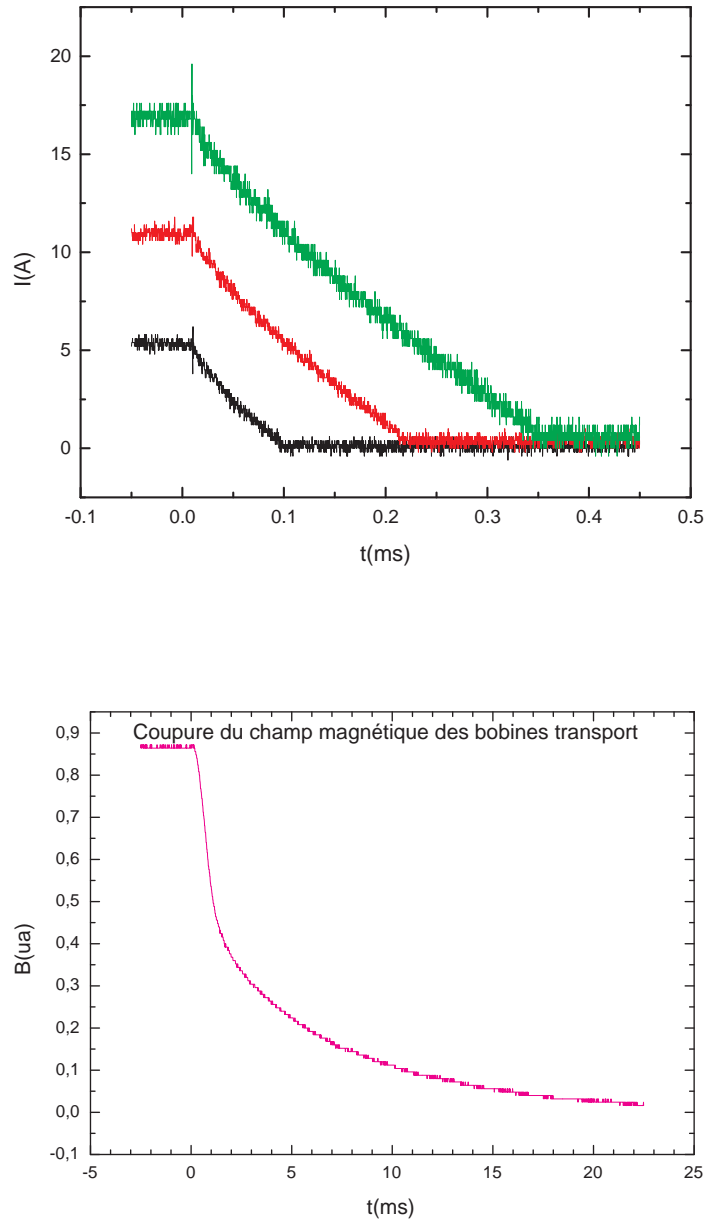 20
15
10
5
0
I(A)
-0.1 0.0 0.1 0.2 0.3 0.4 0.5
t(ms)
Coupure du champ magnétique des bobines transport
0,9
0,8
0,7
0,6
0,5
0,4
0,3
0,2
0,1
0,0
-0,1
B(ua)
-5 0 5 10 15 20 25
t(ms)